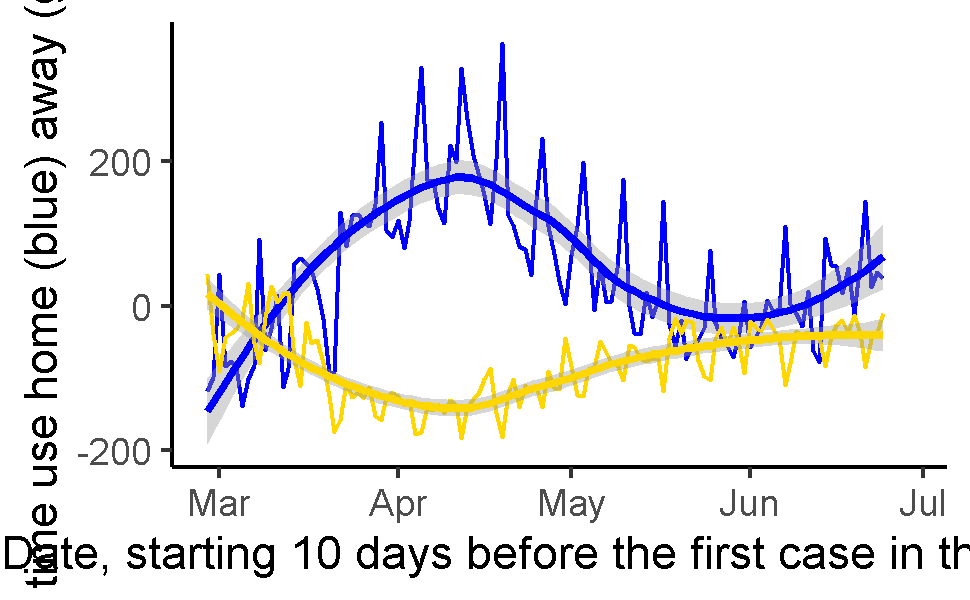 time use home (blue) away (
200
0
-200
Mar Apr May Jun Jul
Date, starting 10 days before the first case in th